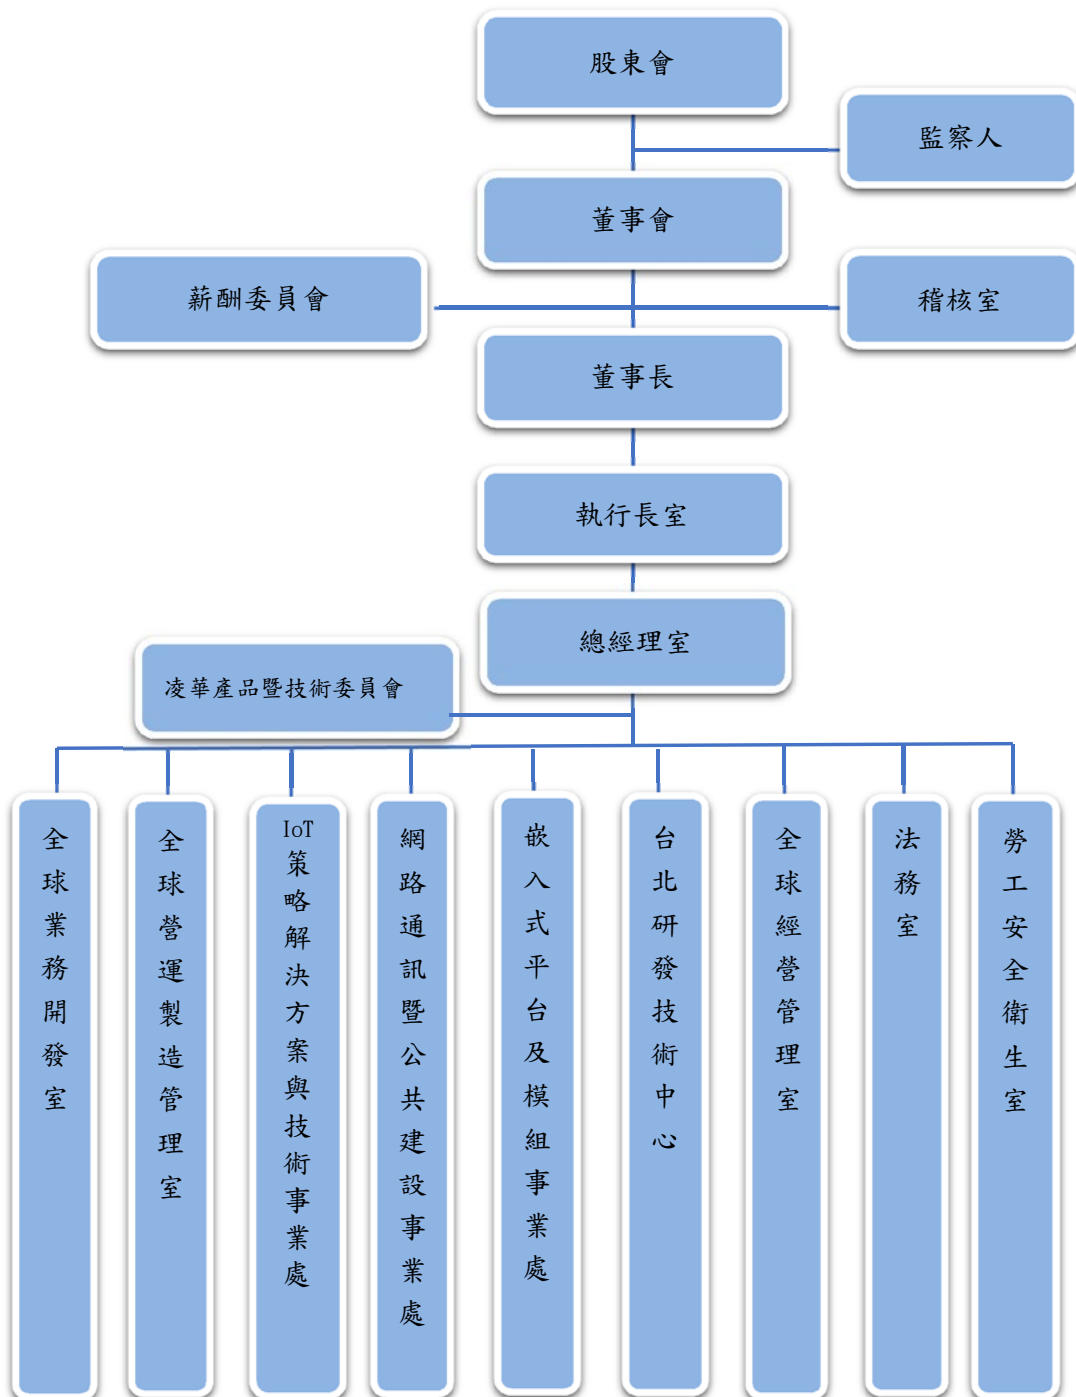 股東會
監察人
董事會
薪酬委員會
稽核室
董事長
執行長室
總經理室
凌華產品暨技術委員會
全球業務開發室
全球營運製造管理室
IoT策略解決方案與技術事業處
網路通訊暨公共建設事業處
嵌入式平台及模組事業處
台北研發技術中心
全球經營管理室
法務室
勞工安全衛生室